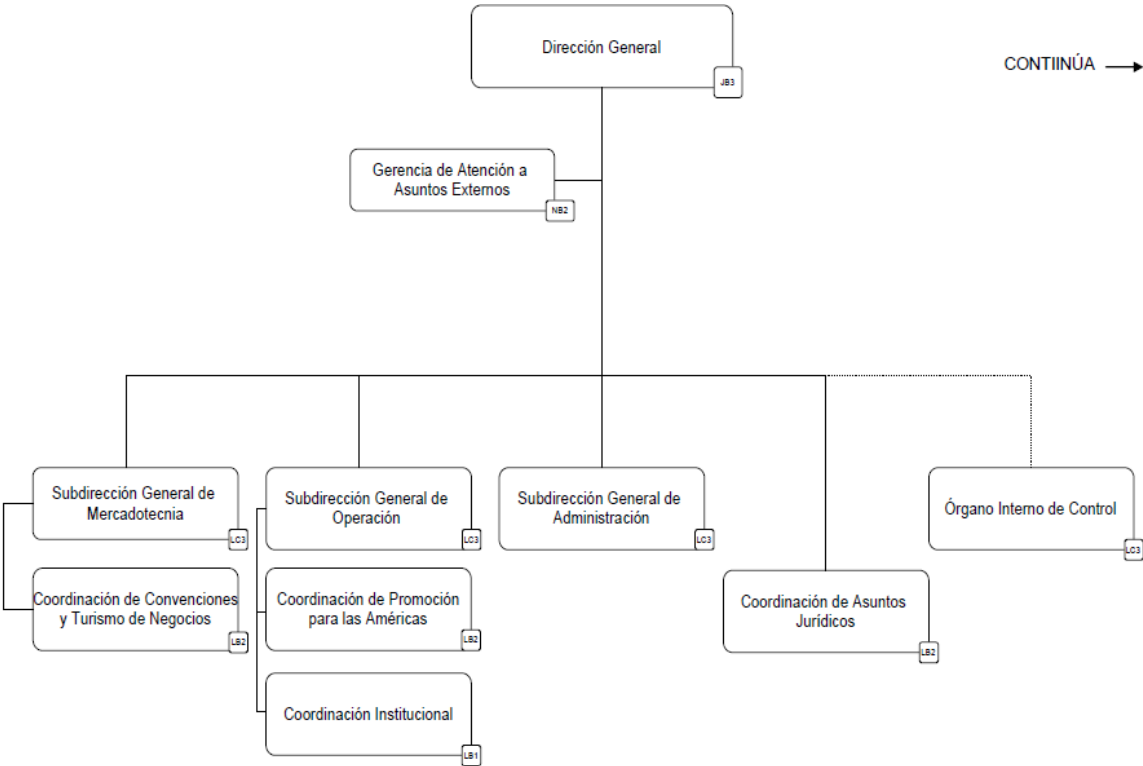 Dirección General
JB3
CONTIINÚA
Gerencia de Atención a
Asuntos Externos
NB2
Subdirección General de
Mercadotecnia
LC3
Subdirección General de
Operación
LC3
Subdirección General de
Administración
LC3
Órgano Interno de Control
LC3
Coordinación de Convenciones
y Turismo de Negocios
LB2
Coordinación de Promoción
para las Américas
LB2
Coordinación de Asuntos
Jurídicos
LB2
Coordinación Institucional
LB1